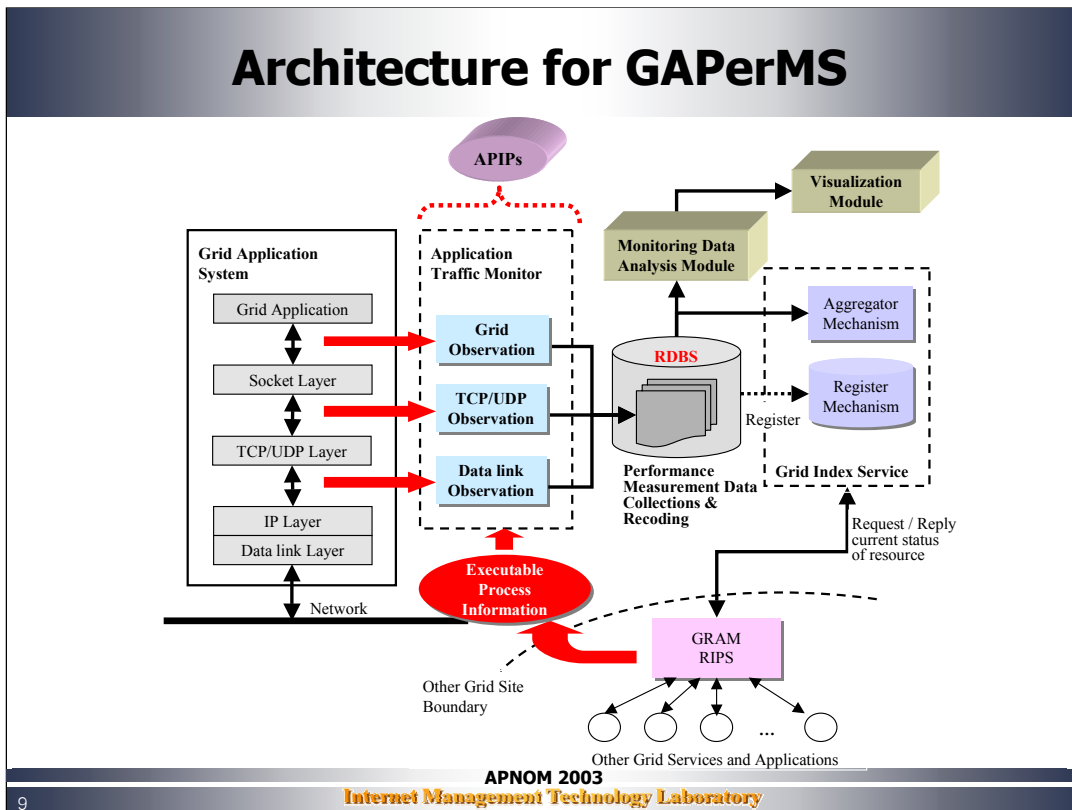 Architecture for GAPerMS
APIPs
Visualization
Module
Monitoring Data
Analysis Module
Grid Application
System
Grid Application
Socket Layer
TCP/UDP Layer
IP Layer
Data link Layer
Network
Application
Traffic Monitor
Grid
Observation
TCP/UDP
Observation
Data link
Observation
Executable
Process
Information
RDBS
Performance
Measurement Data
Collections &
Recoding
Register
Aggregator
Mechanism
Register
Mechanism
Grid Index Service
Request / Reply
current status
of resource
GRAM
RIPS
Other Grid Site
Boundary
...
Other Grid Services and Applications
APNOM 2003
Internet Management Technology Laboratory
9